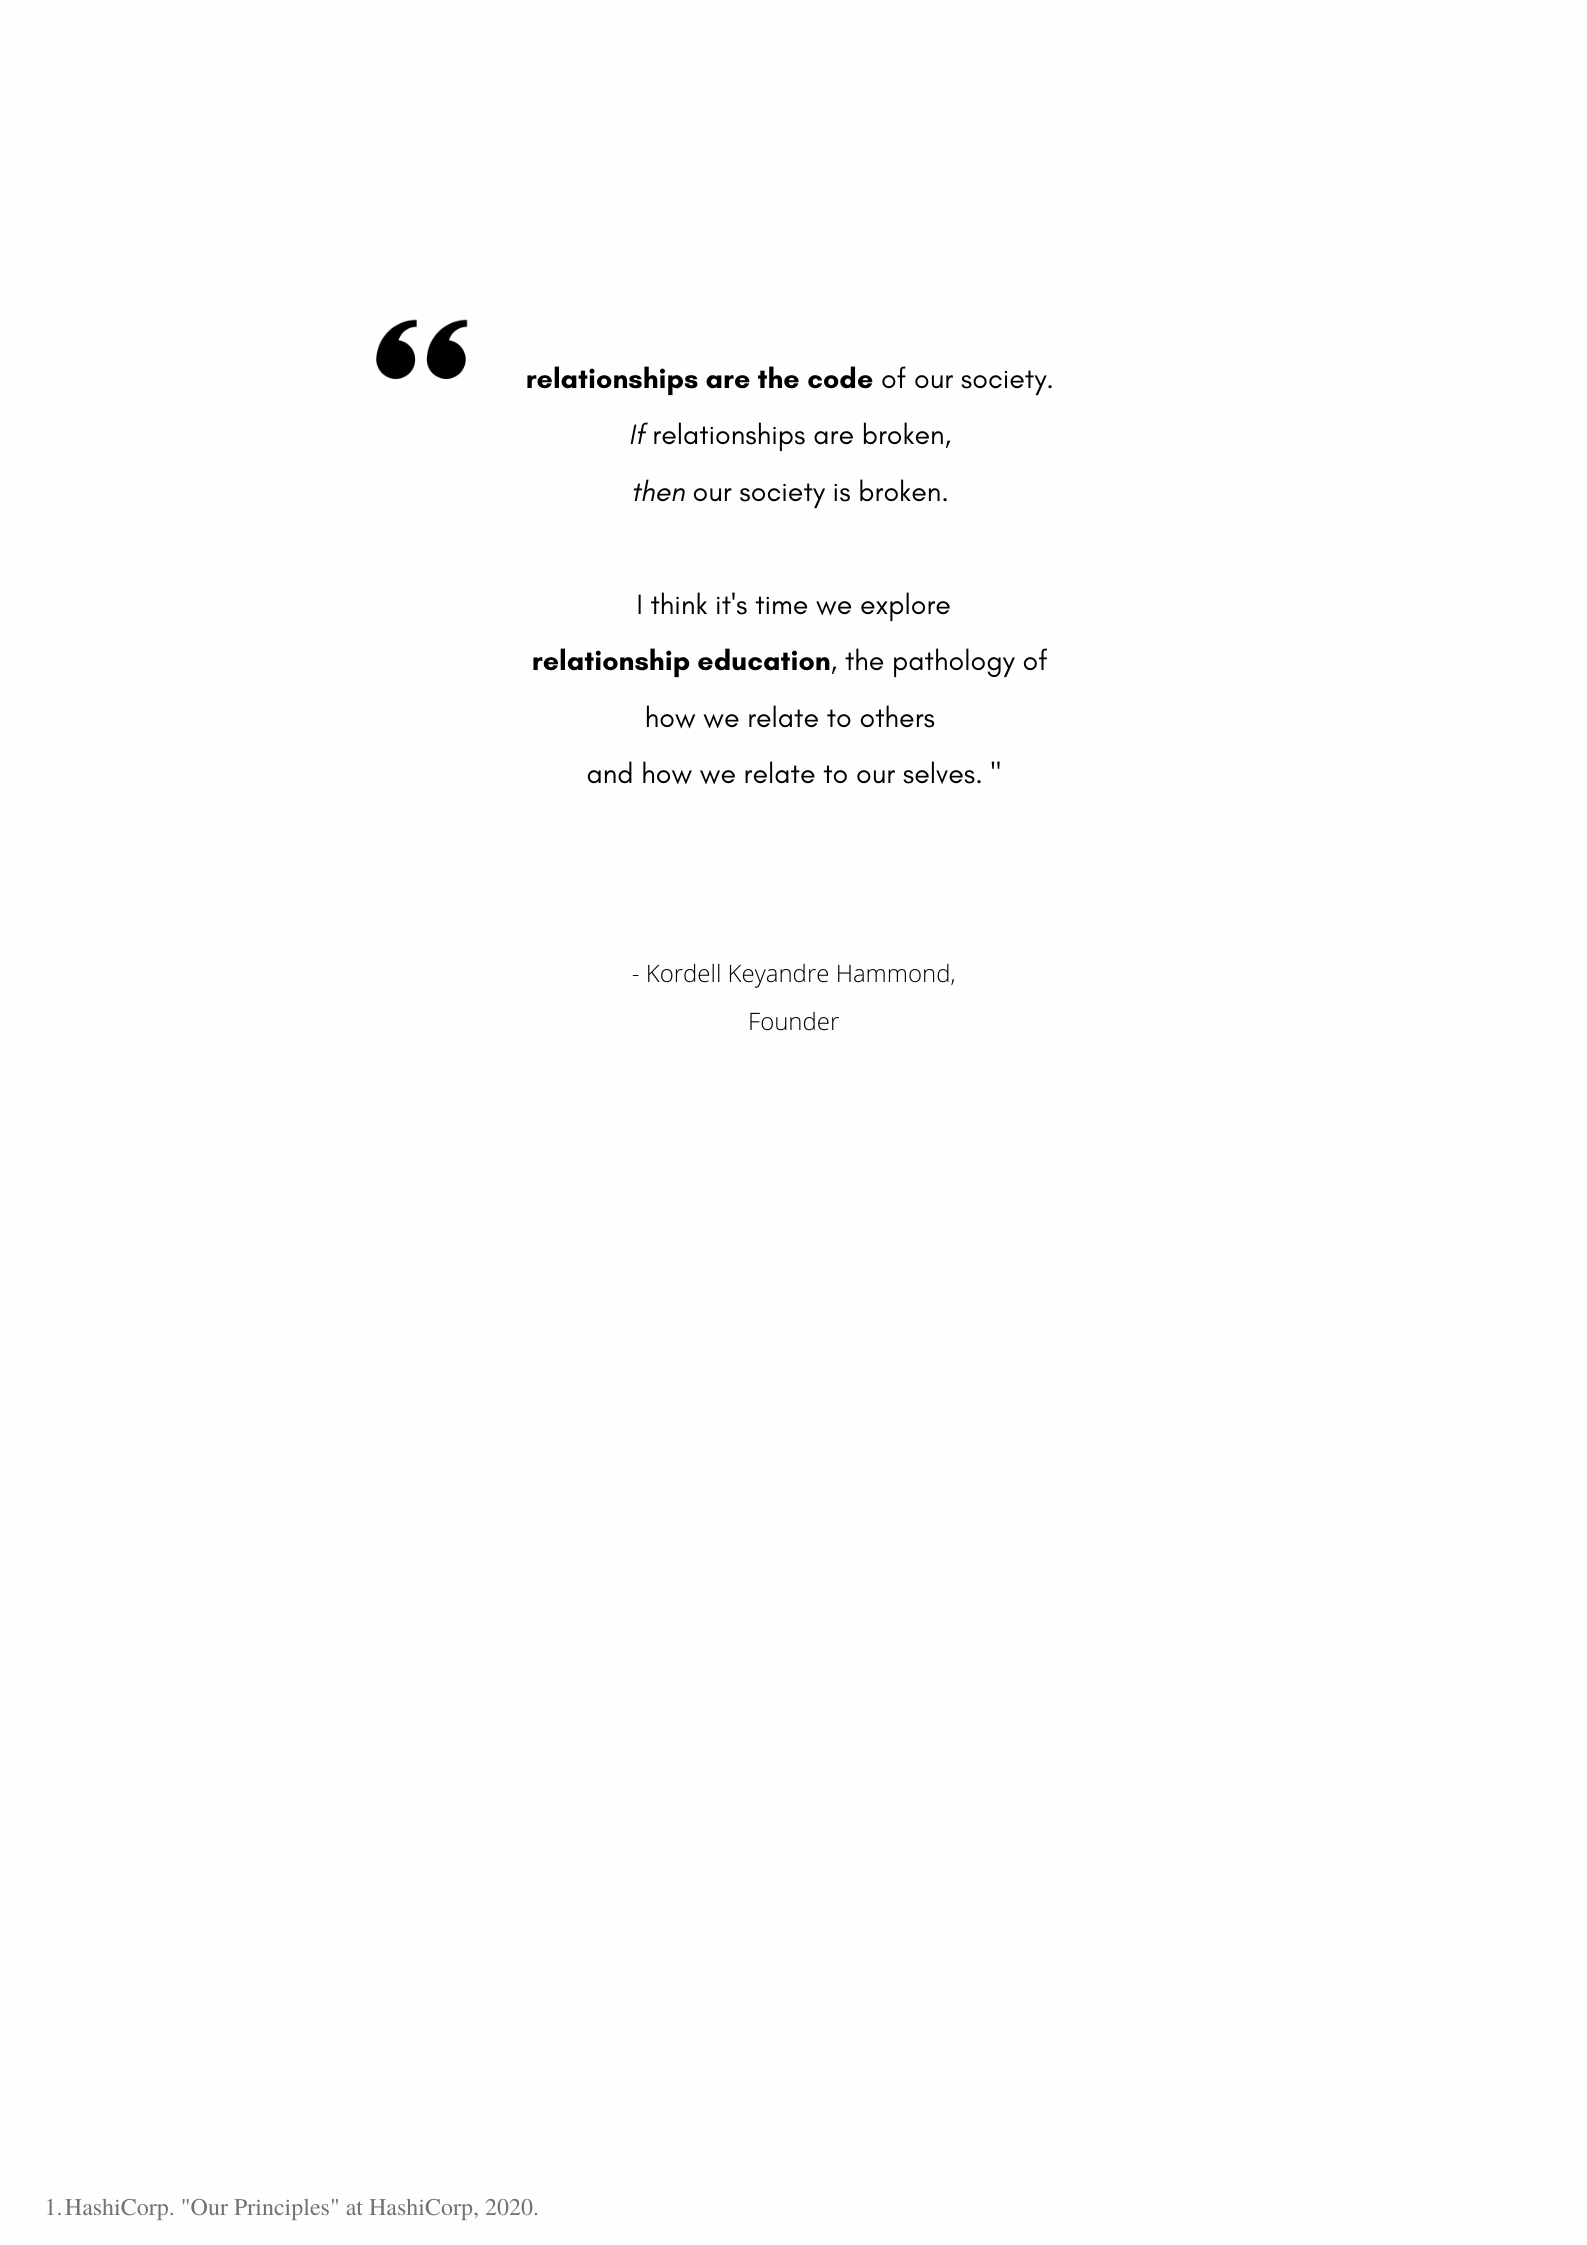 “ relationships are the code of our society.
If relationships are broken,
then our society is broken.
I think it's time we explore
relationship education, the pathology of
how we relate to others
and how we relate to our selves. "
- Kordell Keyandre Hammond,
Founder
1. HashiCorp. "Our Principles" at HashiCorp, 2020.